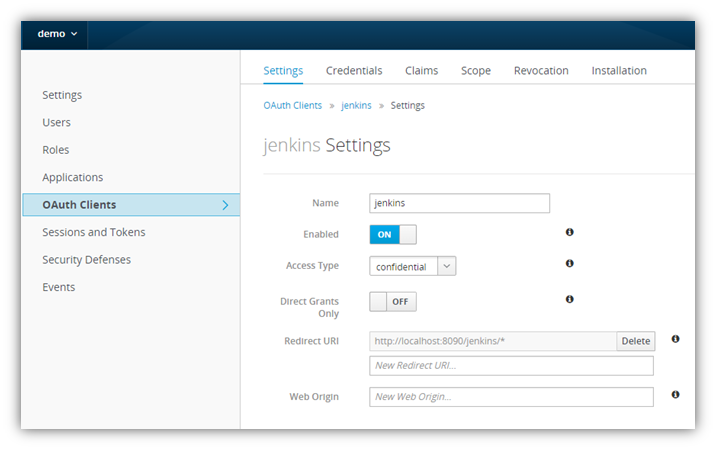 demo
Settings Credentials Claims Scope Revocation Installation
OAuth Clients » jenkins » Settings
Settings
Users
Roles
Applications
OAuth Clients
Sessions and Tokens
Security Defenses
Events
jenkins Settings
Name jenkins
Enabled ON
Access Type confidential
Direct Grants
Only OFF
Redirect URI http://localhost:8090/jenkins/* Delete
New Redirect URI...
Web Origin New Web Origin...